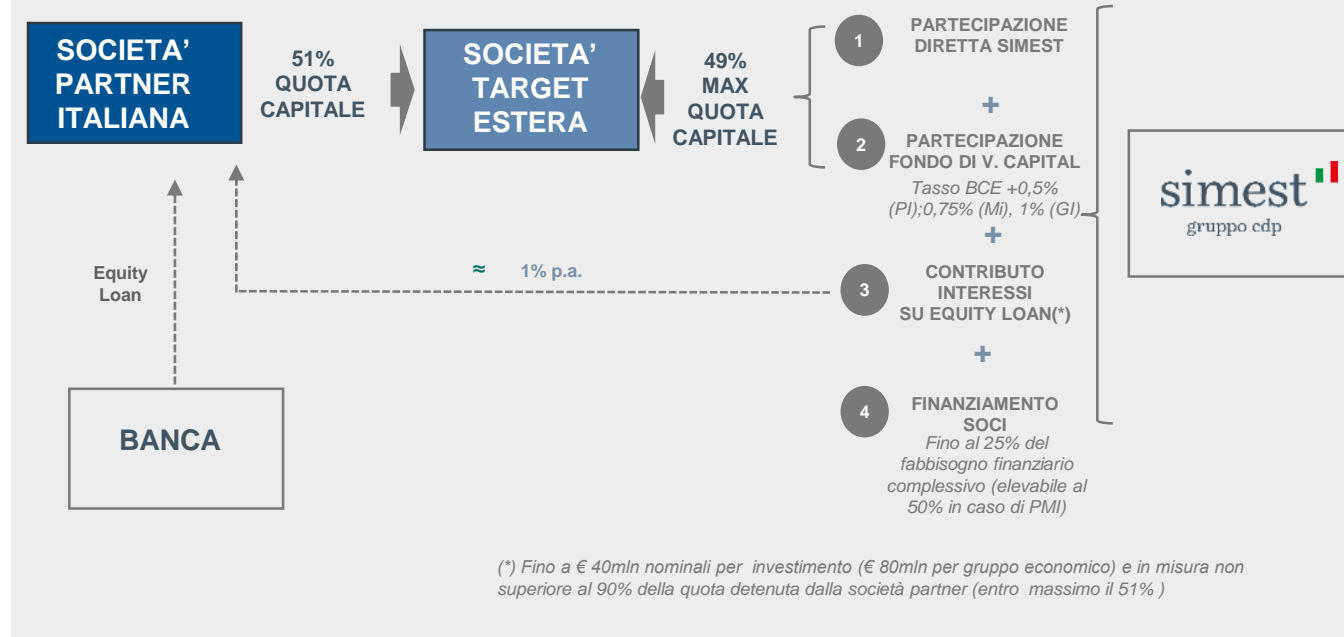 SOCIETA’
PARTNER
ITALIANA
51%
QUOTA
CAPITALE
SOCIETA’
TARGET
ESTERA
49%
MAX
QUOTA
CAPITALE
1
PARTECIPAZIONE
DIRETTA SIMEST
+
2
PARTECIPAZIONE
FONDO DI V. CAPITAL
Tasso BCE +0,5%
(PI);0,75% (Mi), 1% (GI)
+
3
CONTRIBUTO
INTERESSI
SU EQUITY LOAN(*)
+
4
FINANZIAMENTO
SOCI
Fino al 25% del
fabbisogno finanziario
complessivo (elevabile al
50% in caso di PMI)
simest
gruppo cdp
Equity
Loan
≈ 1% p.a.
BANCA
(*) Fino a € 40mln nominali per investimento (€ 80mln per gruppo economico) e in misura non
superiore al 90% della quota detenuta dalla società partner (entro massimo il 51% )